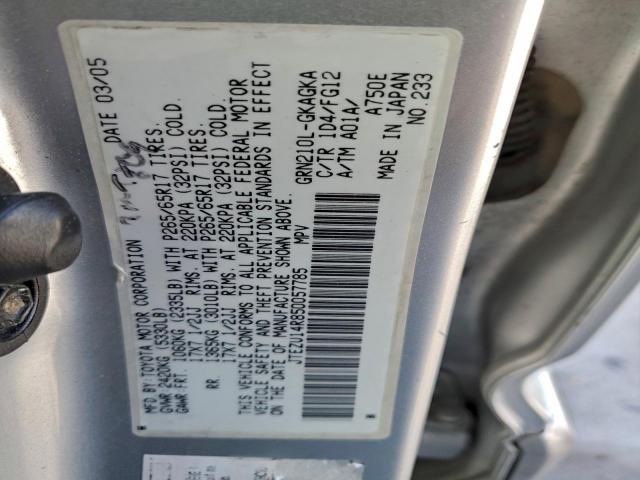 MFD. BY: TOYOTA MOTOR CORPORATION DATE 03/05
GVWR 2420KG (5330LB)
GAWR FRT. 1060KG (2335LB) WITH P265/65R17 TIRES.
17X7 1/2JJ RIMS. AT 220KPA (32PSI) COLD.
RR. 1365KG (3010LB) WITH P265/65R17 TIRES.
17X7 1/2JJ RIMS. AT 220KPA (32PSI) COLD.
THIS VEHICLE CONFORMS TO ALL APPLICABLE FEDERAL MOTOR
VEHICLE SAFETY AND THEFT PREVENTION STANDARDS IN EFFECT
ON THE DATE OF MANUFACTURE SHOWN ABOVE.
JTEZU14R850057785 MPV
GRN210L-GKAGKA
C/TR 1D4/FG12
A/TM A01A/ A750E
MADE IN JAPAN
NO.233